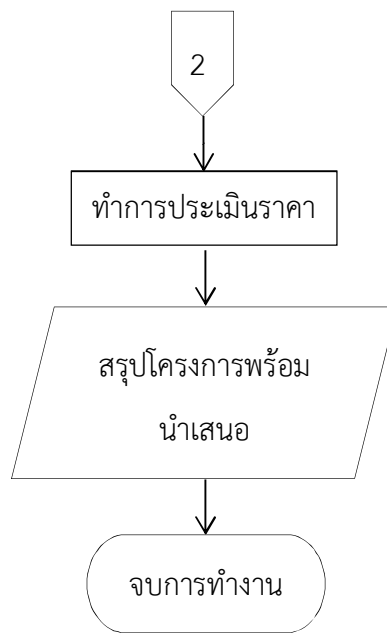 2
ทำการประเมินราคา
สรุปโครงการพร้อม
นำเสนอ
จบการทำงาน